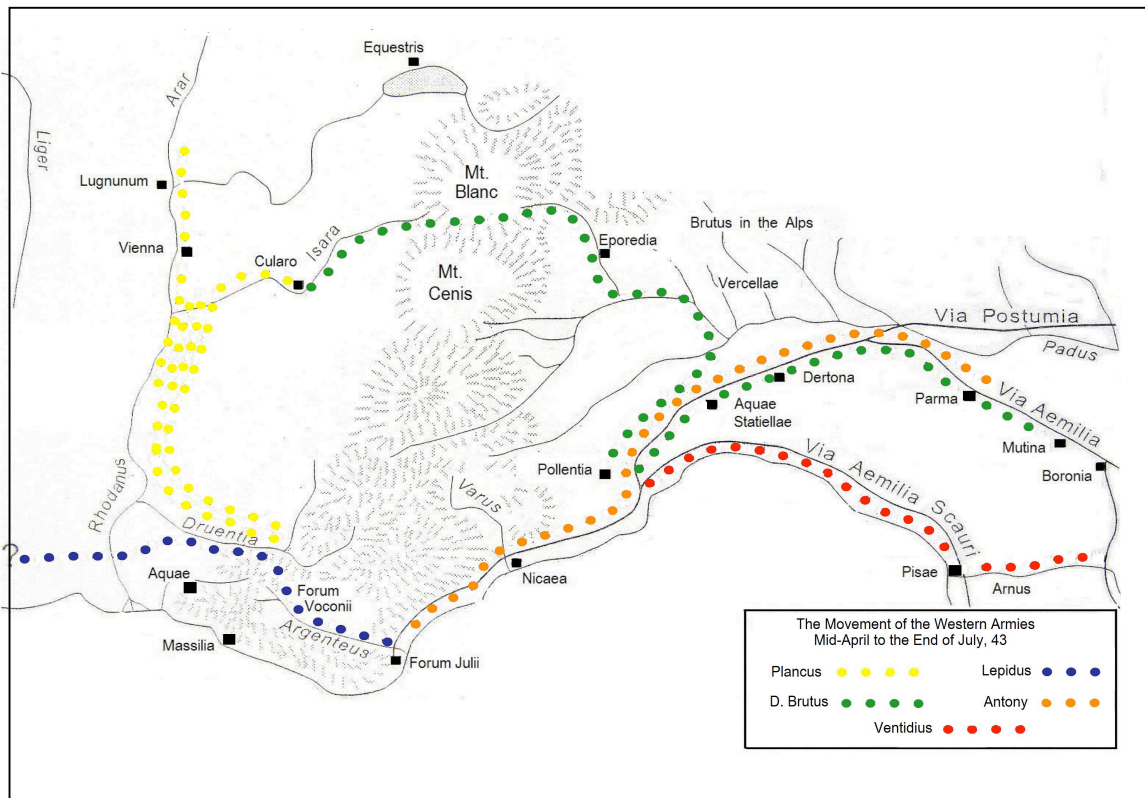 Equestris
Arar
Liger
Mt.
Blanc
Lugnunum
Brutus in the Alps
Vienna
Isara
Eporedia
Cularo
Mt.
Cenis
Vercellae
Via Postumia
Padus
Dertona
Parma
Via Aemilia
Aquae
Statiellae
Mutina
Via Aemilia Scauri
Boronia
Pollentia
Varus
Rhodanus
Druentia
?
Nicaea
Pisae
Arnus
Aquae
Forum
Voconii
Argenteus
Massilia
Forum Julii
The Movement of the Western Armies
Mid-April to the End of July, 43
Plancus
Lepidus
D. Brutus
Antony
Ventidius